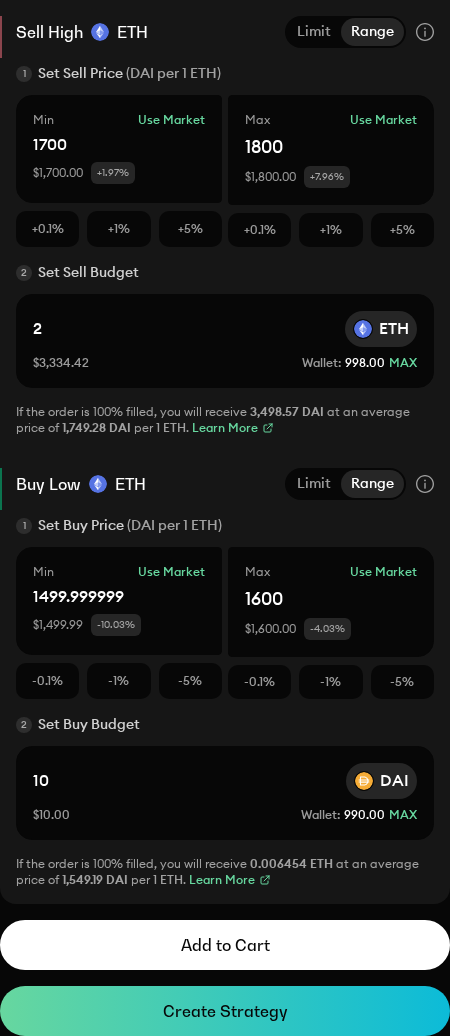 Sell High ETH Limit Range
1 Set Sell Price (DAI per 1 ETH)
Min Use Market Max Use Market
1700 1800
$1,700.00 +1.97% $1,800.00 +7.96%
+0.1% +1% +5% +0.1% +1% +5%
2 Set Sell Budget
2 ETH
$3,334.42 Wallet: 998.00 MAX
If the order is 100% filled, you will receive 3,498.57 DAI at an average
price of 1,749.28 DAI per 1 ETH. Learn More
Buy Low ETH Limit Range
1 Set Buy Price (DAI per 1 ETH)
Min Use Market Max Use Market
1499.999999 1600
$1,499.99 -10.03% $1,600.00 -4.03%
-0.1% -1% -5% -0.1% -1% -5%
2 Set Buy Budget
10 DAI
$10.00 Wallet: 990.00 MAX
If the order is 100% filled, you will receive 0.006454 ETH at an average
price of 1,549.19 DAI per 1 ETH. Learn More
Add to Cart
Create Strategy